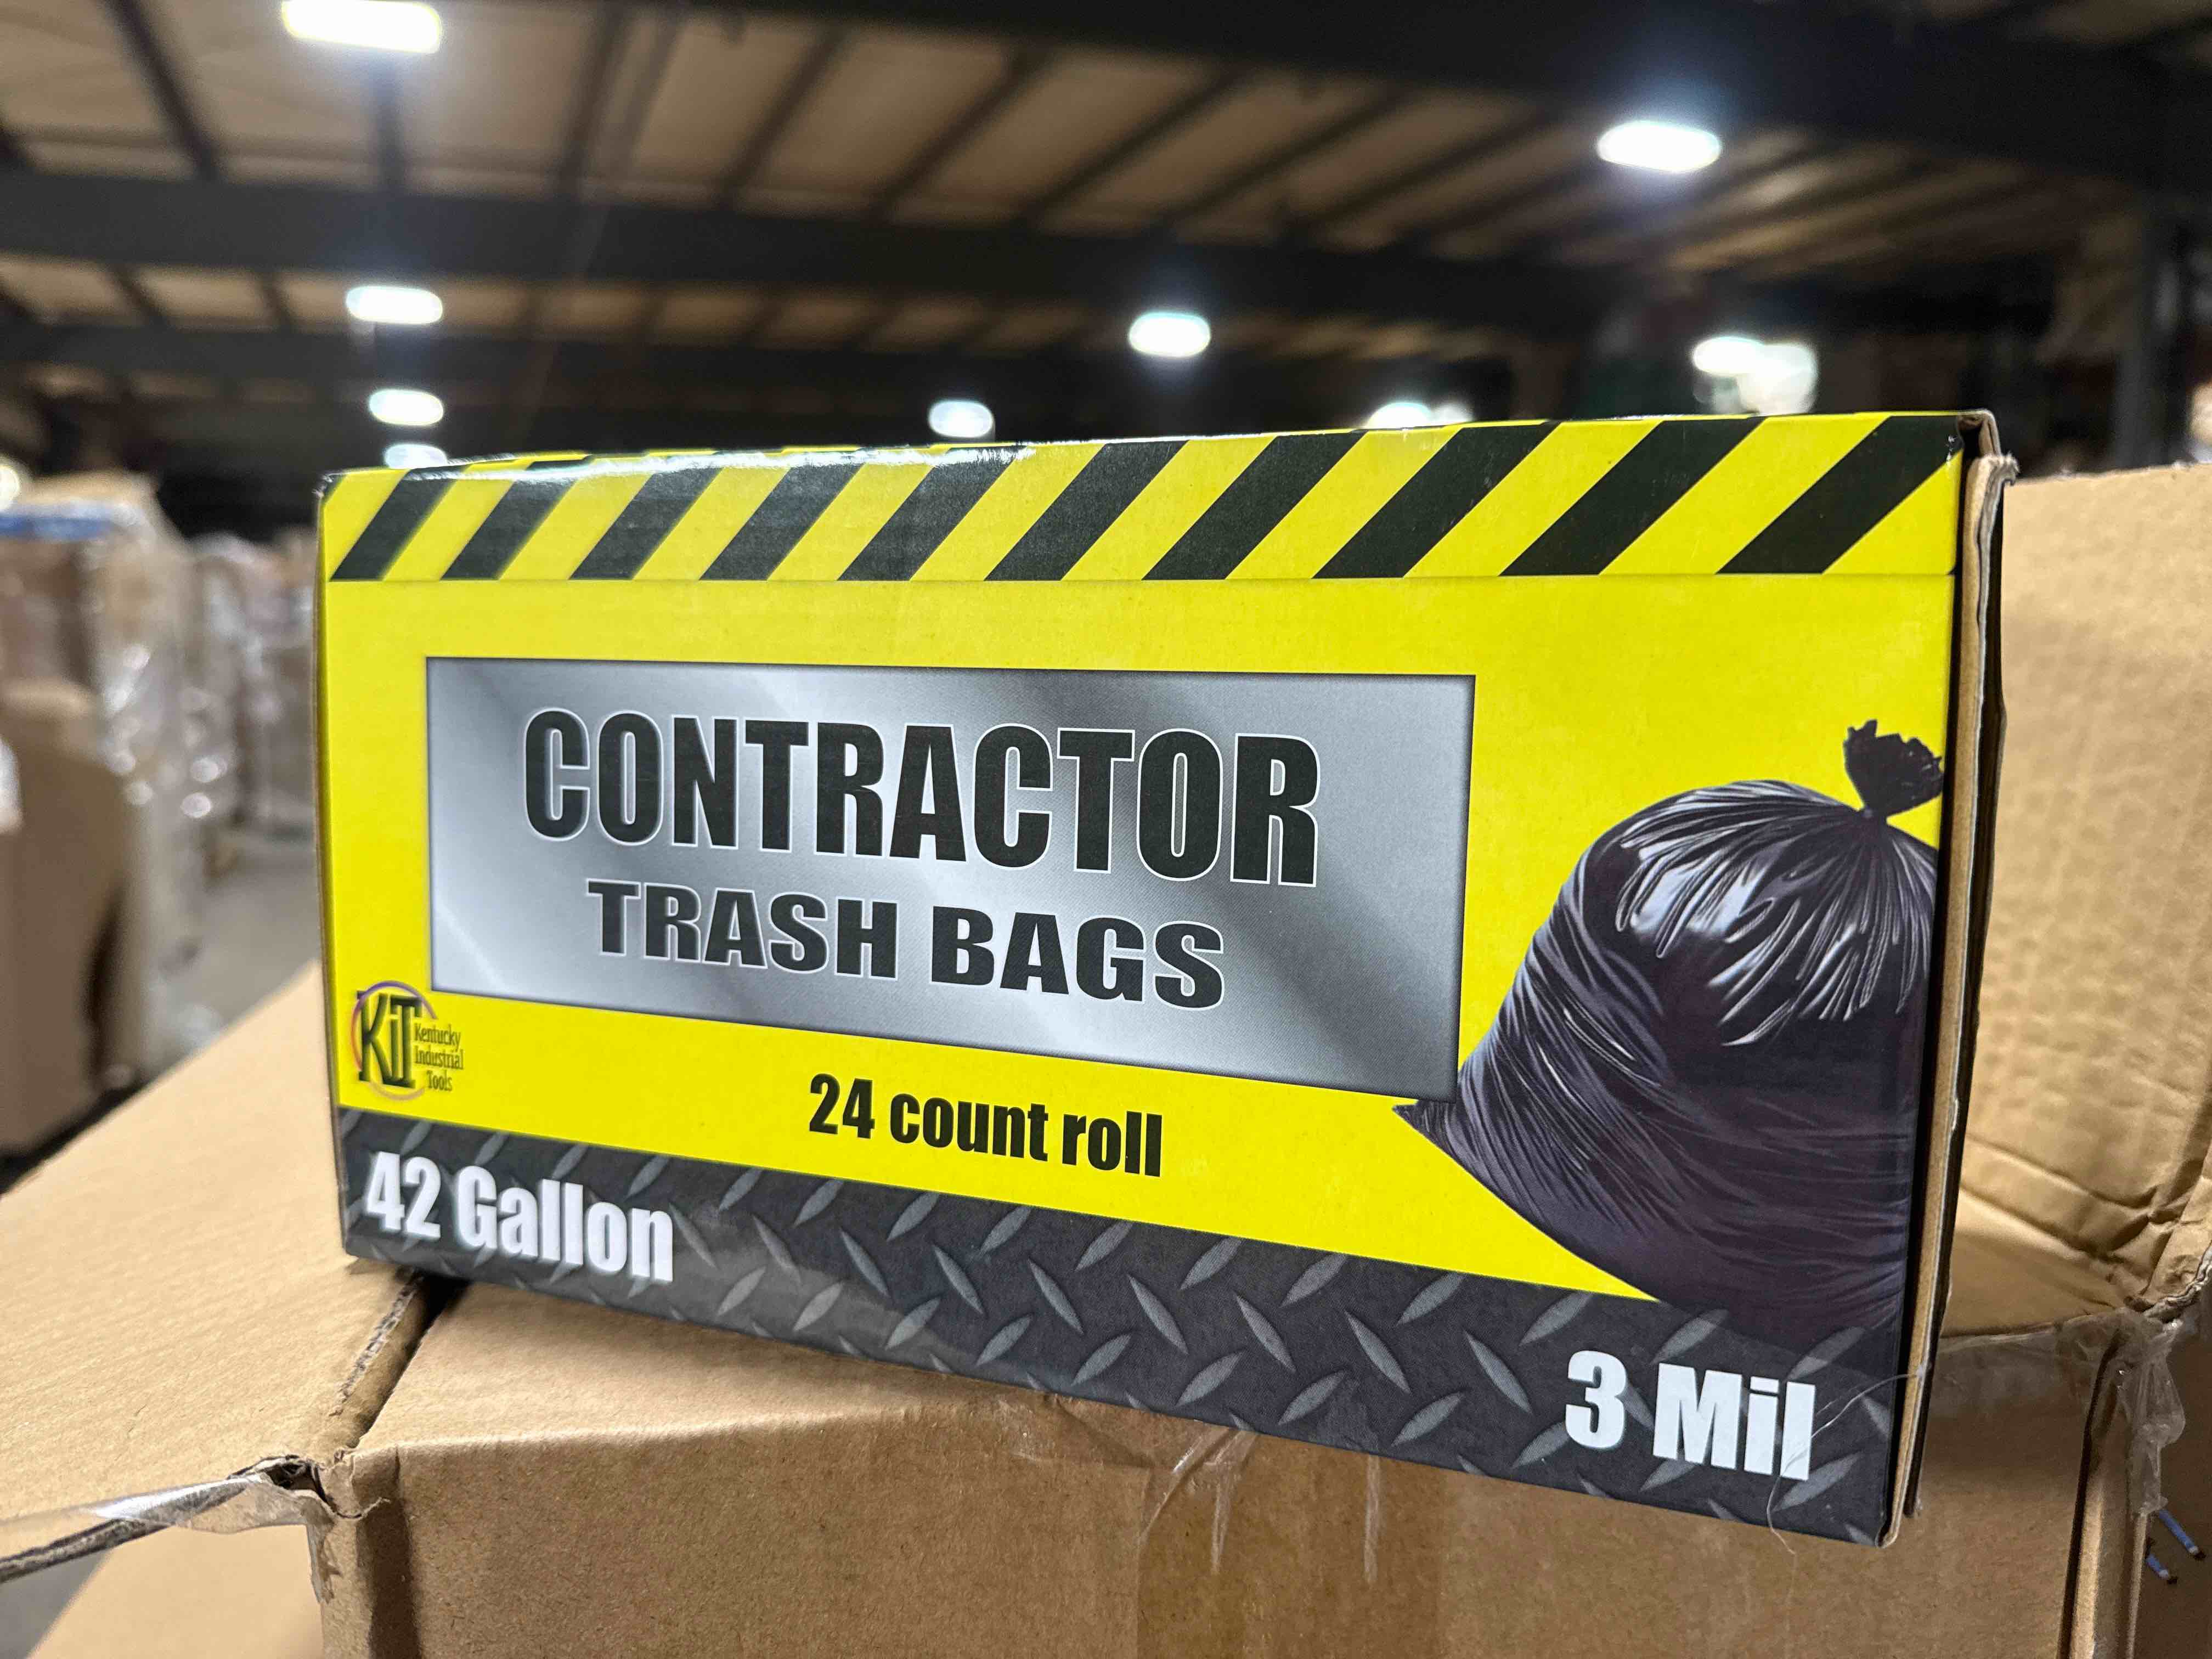 CONTRACTOR
TRASH BAGS
KIT
Kentucky
Industrial
Tools
24 count roll
42 Gallon
3 Mil